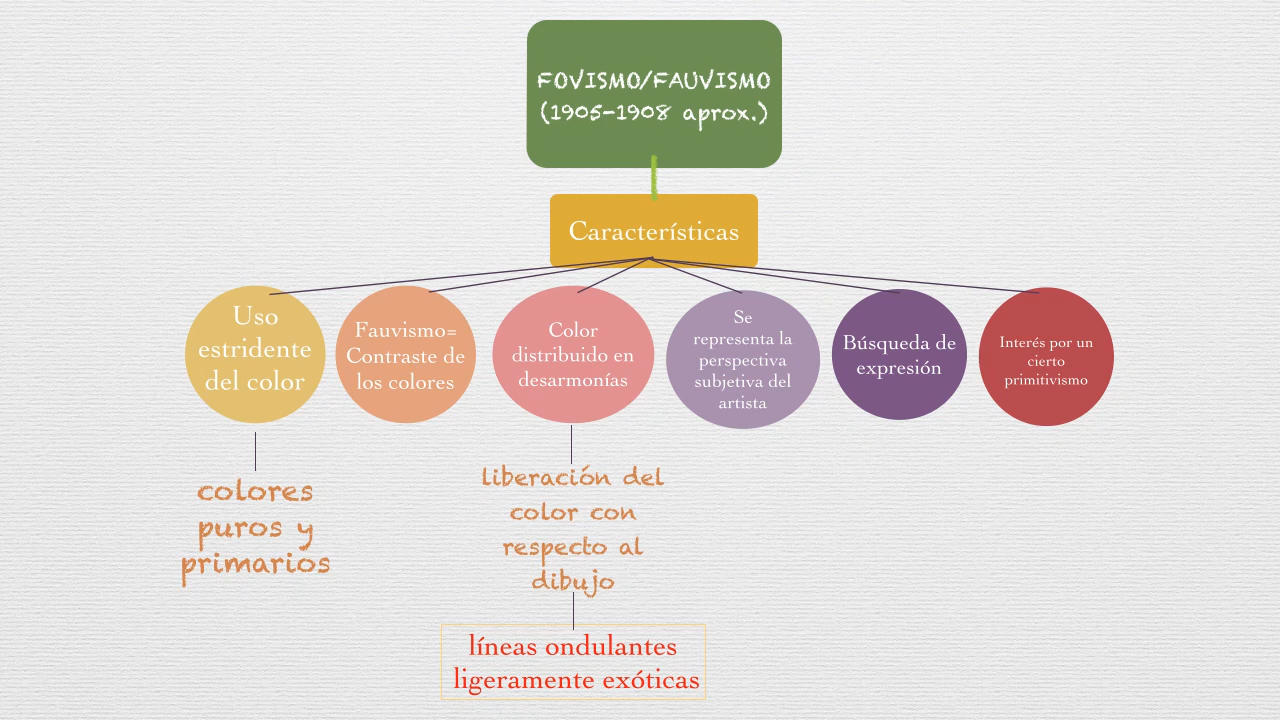 FOVISMO/FAUVISMO
(1905-1908 aprox.)
Características
Uso
estridente
del color
Fauvismo=
Contraste de
los colores
Color
distribuido en
desarmonías
Se
representa la
perspectiva
subjetiva del
artista
Búsqueda de
expresión
Interés por un
cierto
primitivismo
colores
puros y
primarios
liberación del
color con
respecto al
dibujo
líneas ondulantes
ligeramente exóticas